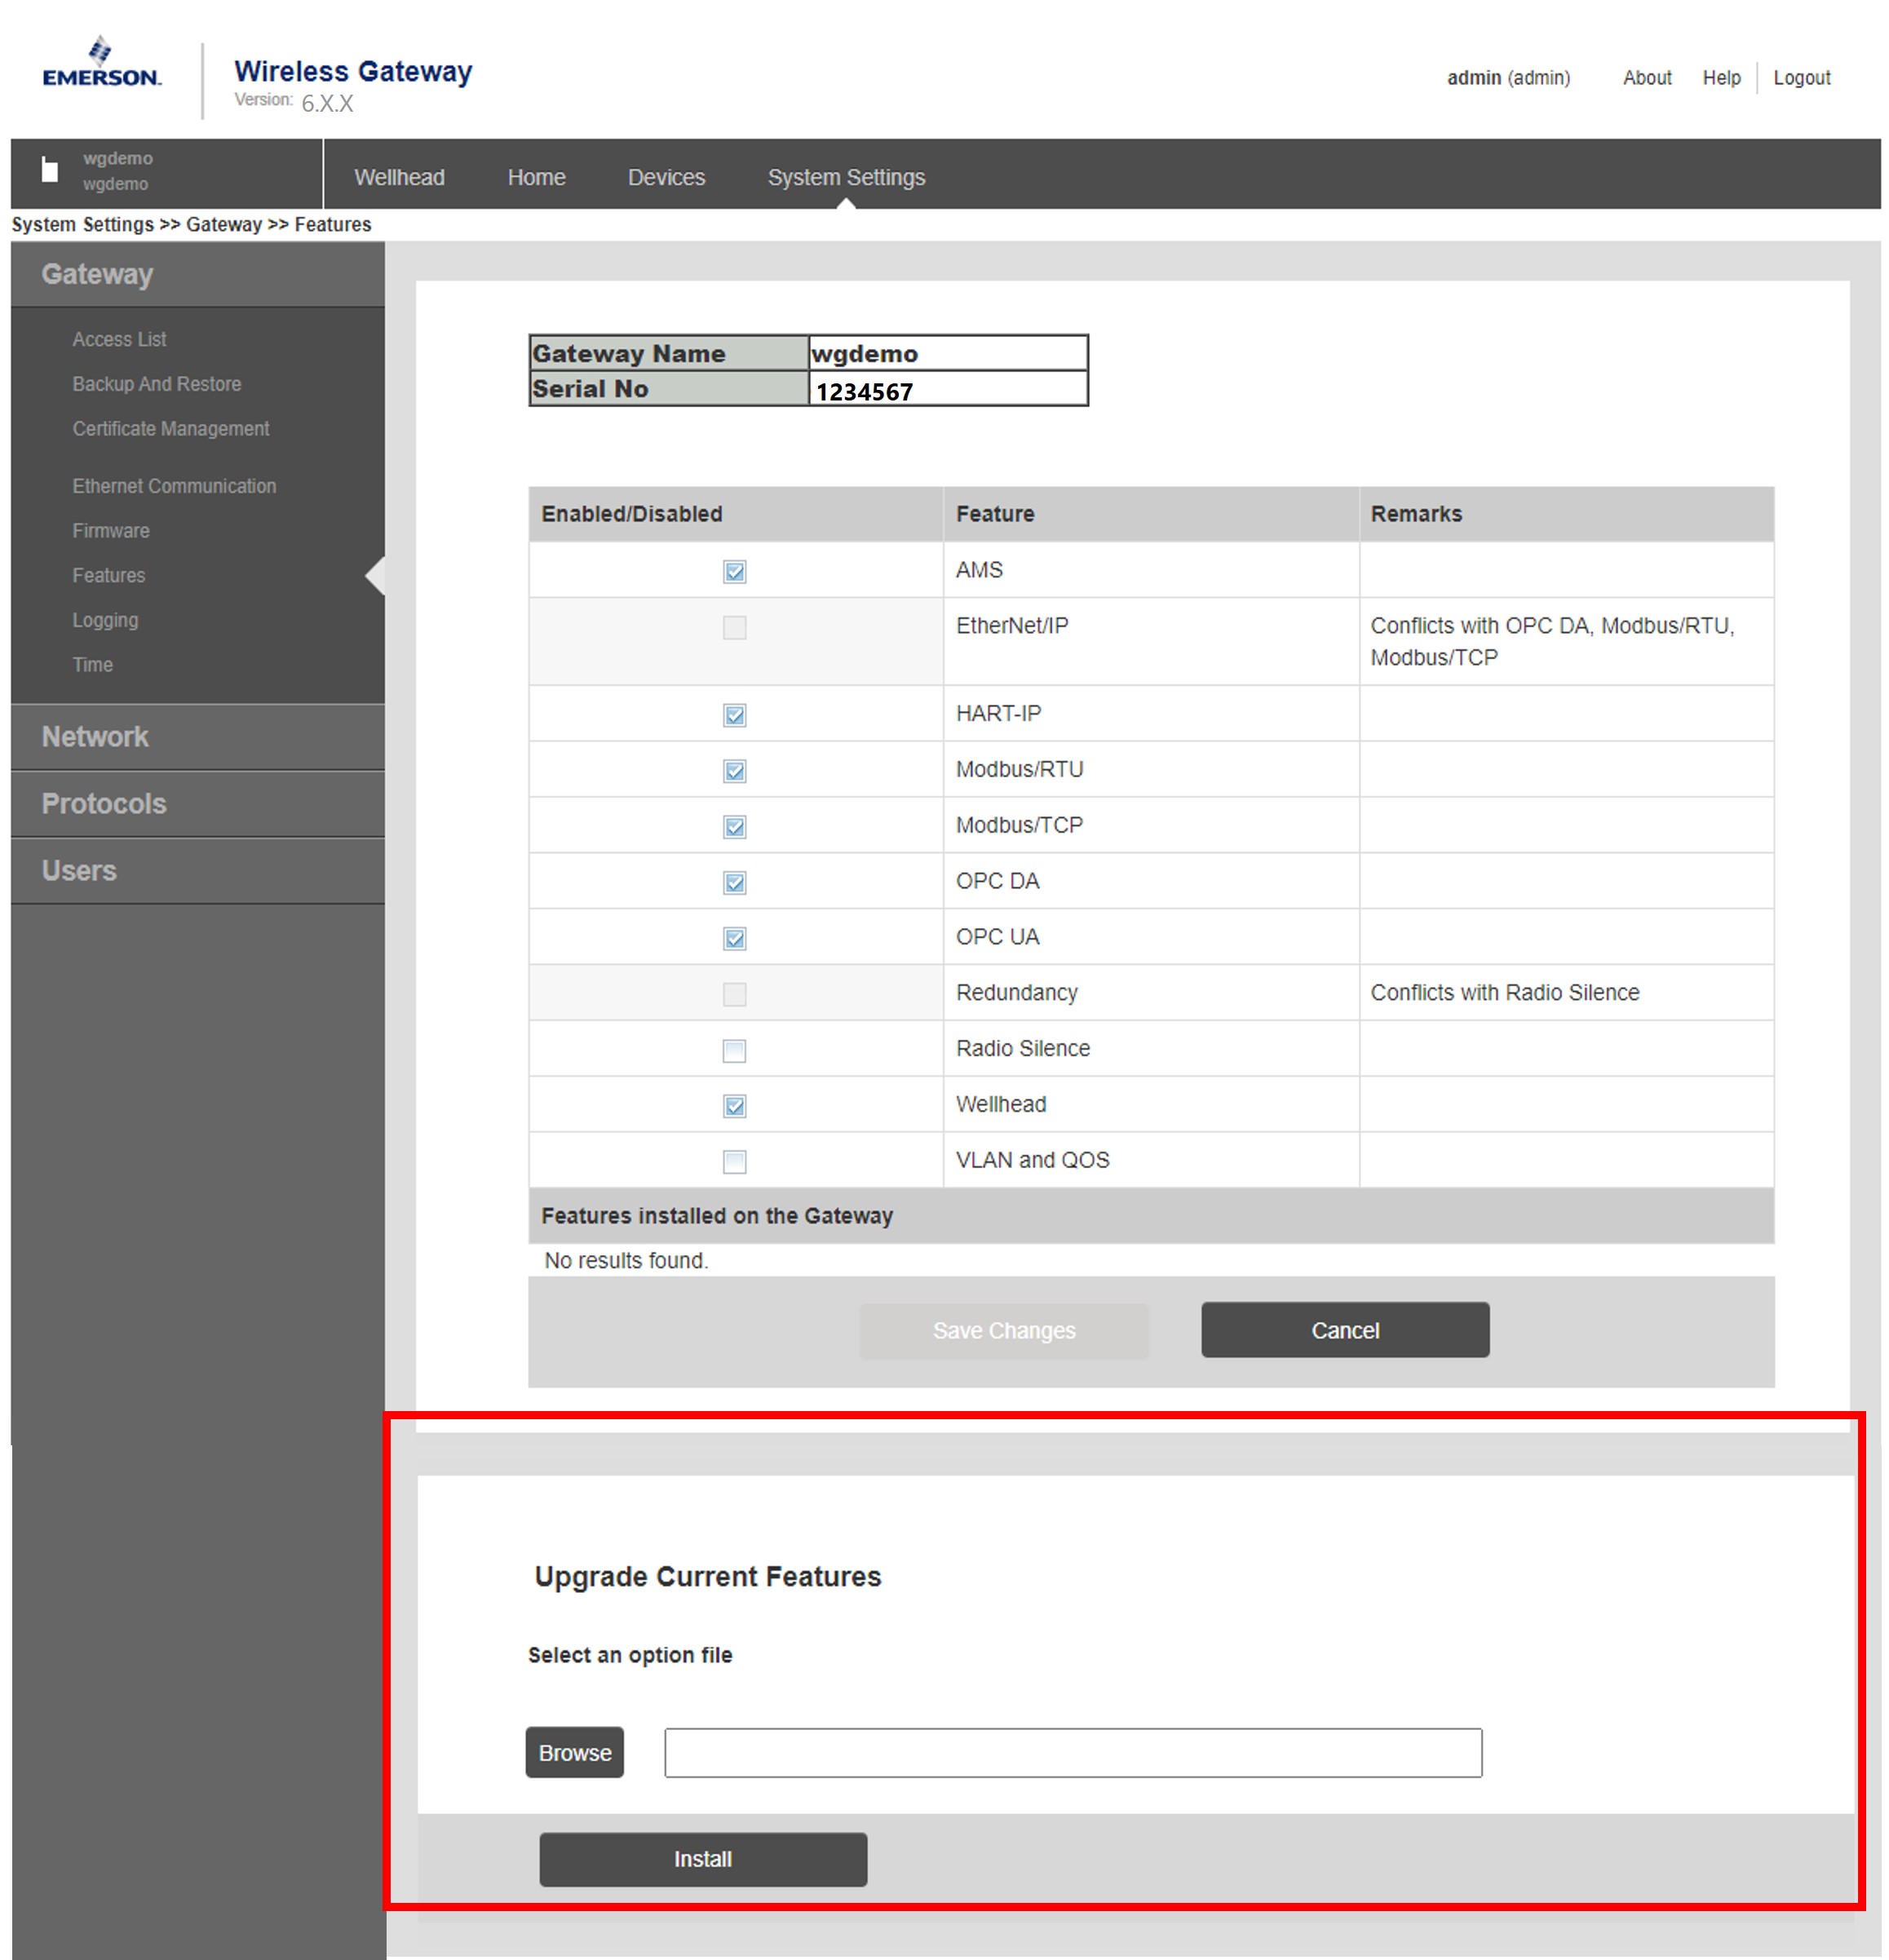 EMERSON.
Wireless Gateway
Version: 6.X.X
admin (admin) About Help Logout
wgdemo
wgdemo
Wellhead Home Devices System Settings
System Settings >> Gateway >> Features
Gateway
Access List
Backup And Restore
Certificate Management
Ethernet Communication
Firmware
Features
Logging
Time
Network
Protocols
Users
Gateway Name wgdemo
Serial No 1234567
Enabled/Disabled Feature Remarks
AMS
EtherNet/IP Conflicts with OPC DA, Modbus/RTU,
Modbus/TCP
HART-IP
Modbus/RTU
Modbus/TCP
OPC DA
OPC UA
Redundancy Conflicts with Radio Silence
Radio Silence
Wellhead
VLAN and QOS
Features installed on the Gateway
No results found.
Save Changes Cancel
Upgrade Current Features
Select an option file
Browse
Install